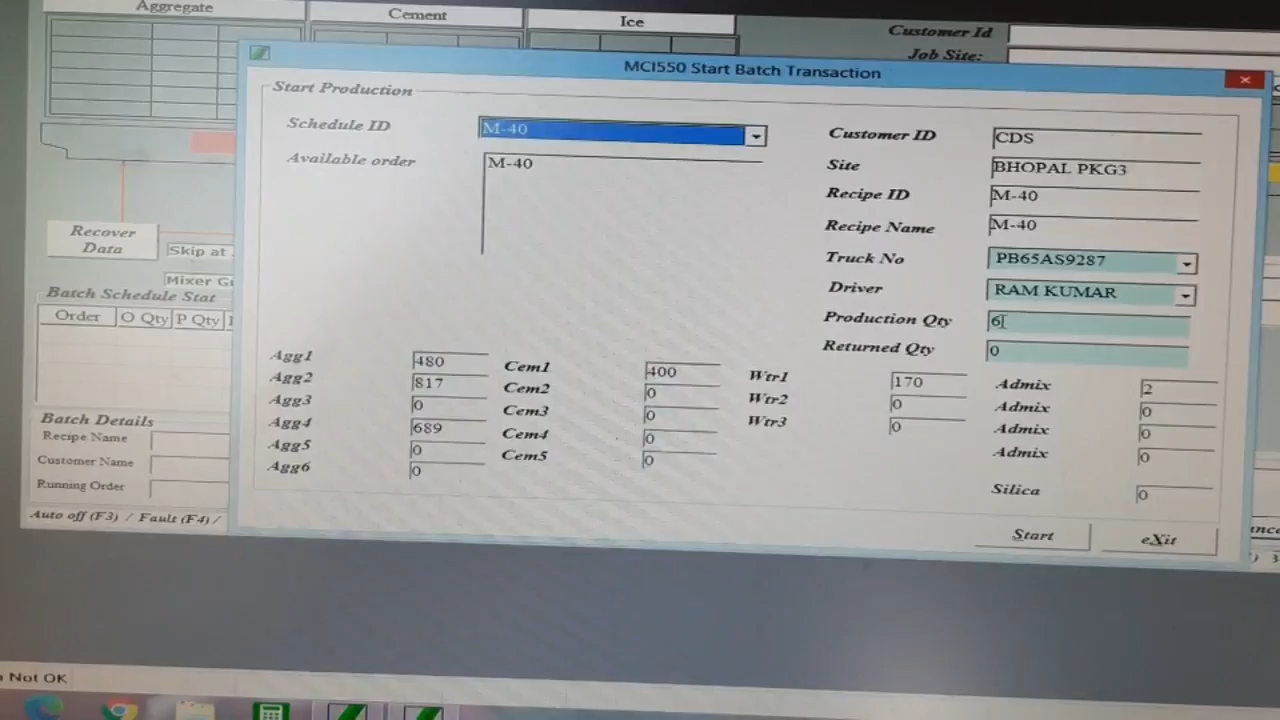 Aggregate Cement Ice Customer Id
Job Site:
MCI550 Start Batch Transaction
Start Production
Schedule ID M-40
Available order M-40
Customer ID CDS
Site BHOPAL PKG3
Recipe ID M-40
Recipe Name M-40
Truck No PB65AS9287
Driver RAM KUMAR
Production Qty 6
Returned Qty 0
Recover
Data
Skip at
Mixer
Batch Schedule Stat
Order O Qty P Qty
Agg1 480 Cem1 400 Wtr1 170 Admix 2
Agg2 817 Cem2 0 Wtr2 0 Admix 0
Agg3 0 Cem3 0 Wtr3 0 Admix 0
Agg4 689 Cem4 0 Admix 0
Agg5 0 Cem5 0
Agg6 0 Silica 0
Batch Details
Recipe Name
Customer Name
Running Order
Auto off (F3) / Fault (F4) /
Start eXit
Not OK